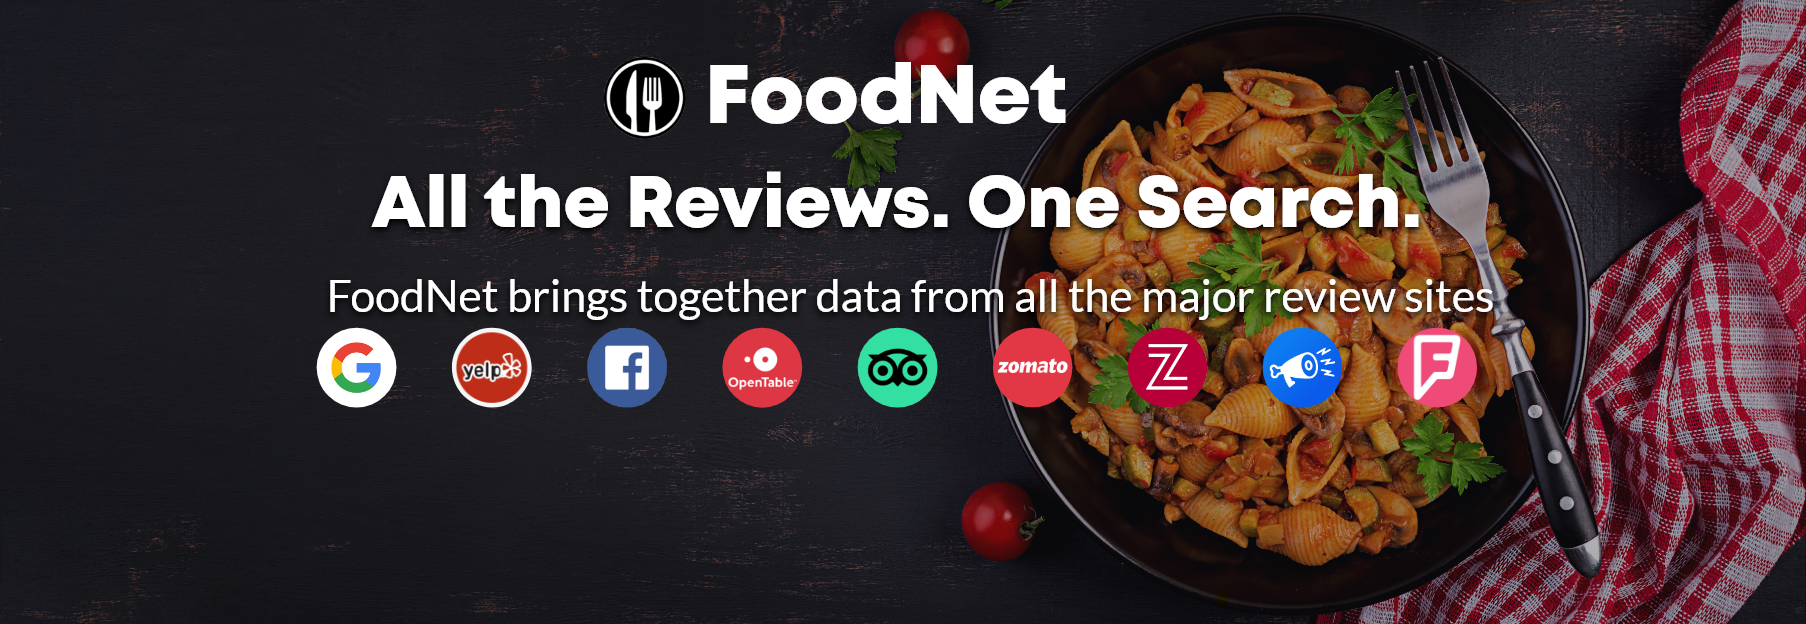 FoodNet
All the Reviews. One Search.
FoodNet brings together data from all the major review sites
G yelp f OpenTable zomato Z F